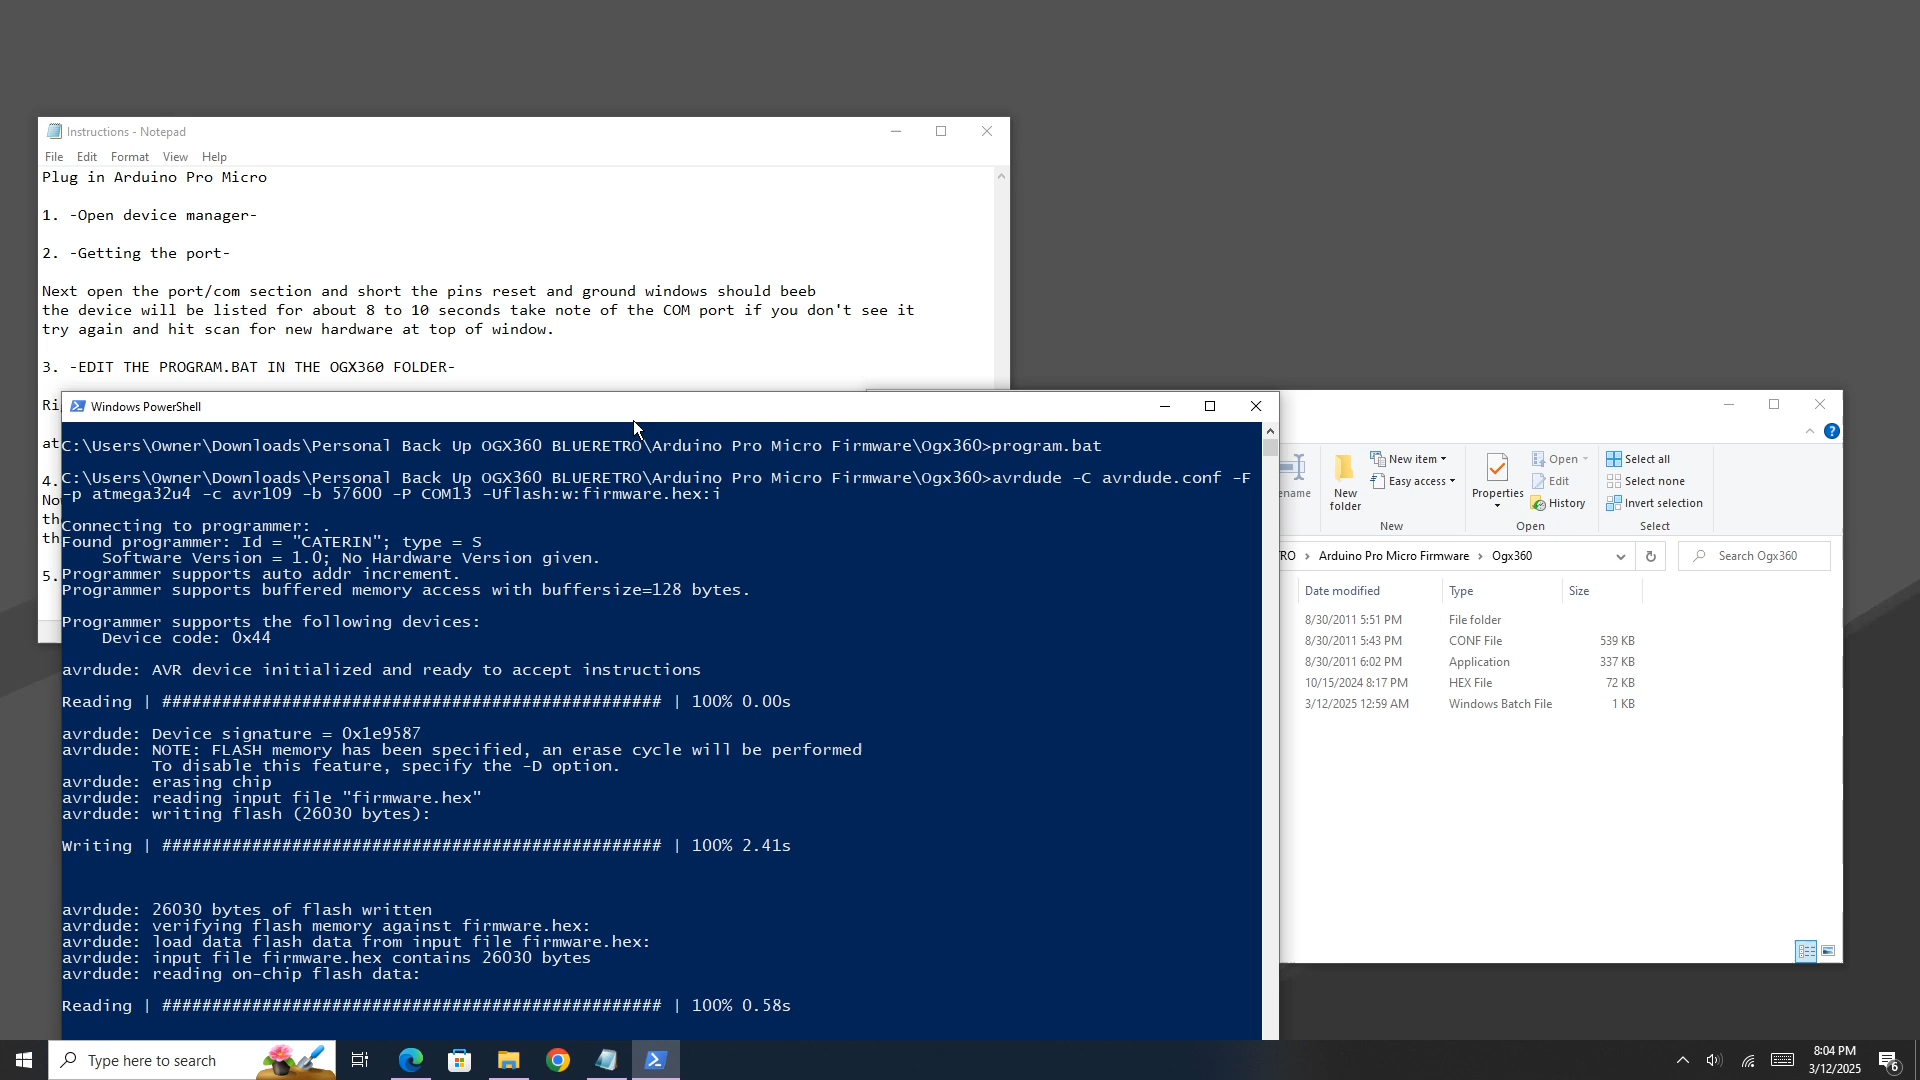 Instructions - Notepad
File Edit Format View Help
Plug in Arduino Pro Micro
1. -Open device manager-
2. -Getting the port-
Next open the port/com section and short the pins reset and ground windows should beeb
the device will be listed for about 8 to 10 seconds take note of the COM port if you don't see it
try again and hit scan for new hardware at top of window.
3. -EDIT THE PROGRAM.BAT IN THE OGX360 FOLDER-
Ri
at
4.
No
th
th
5.
Windows PowerShell
C:\Users\Owner\Downloads\Personal Back Up OGX360 BLUERETRO\Arduino Pro Micro Firmware\Ogx360>program.bat
C:\Users\Owner\Downloads\Personal Back Up OGX360 BLUERETRO\Arduino Pro Micro Firmware\Ogx360>avrdude -C avrdude.conf -F
-p atmega32u4 -c avr109 -b 57600 -P COM13 -Uflash:w:firmware.hex:i
Connecting to programmer: .
Found programmer: Id = "CATERIN"; type = S
Software Version = 1.0; No Hardware Version given.
Programmer supports auto addr increment.
Programmer supports buffered memory access with buffersize=128 bytes.
Programmer supports the following devices:
Device code: 0x44
avrdude: AVR device initialized and ready to accept instructions
Reading | ################################################## | 100% 0.00s
avrdude: Device signature = 0x1e9587
avrdude: NOTE: FLASH memory has been specified, an erase cycle will be performed
To disable this feature, specify the -D option.
avrdude: erasing chip
avrdude: reading input file "firmware.hex"
avrdude: writing flash (26030 bytes):
Writing | ################################################## | 100% 2.41s
avrdude: 26030 bytes of flash written
avrdude: verifying flash memory against firmware.hex:
avrdude: load data flash data from input file firmware.hex:
avrdude: input file firmware.hex contains 26030 bytes
avrdude: reading on-chip flash data:
Reading | ################################################## | 100% 0.58s
ename
New folder
New item
Easy access
New
Properties
Open
Edit
History
Open
Select all
Select none
Invert selection
Select
RO > Arduino Pro Micro Firmware > Ogx360
Search Ogx360
Date modified Type Size
8/30/2011 5:51 PM File folder
8/30/2011 5:43 PM CONF File 539 KB
8/30/2011 6:02 PM Application 337 KB
10/15/2024 8:17 PM HEX File 72 KB
3/12/2025 12:59 AM Windows Batch File 1 KB
Type here to search
8:04 PM
3/12/2025
6